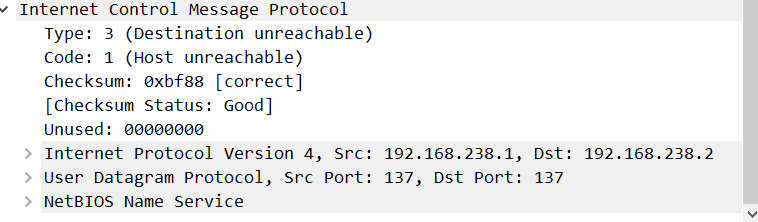 Internet Control Message Protocol
Type: 3 (Destination unreachable)
Code: 1 (Host unreachable)
Checksum: 0xbf88 [correct]
[Checksum Status: Good]
Unused: 00000000
Internet Protocol Version 4, Src: 192.168.238.1, Dst: 192.168.238.2
User Datagram Protocol, Src Port: 137, Dst Port: 137
NetBIOS Name Service